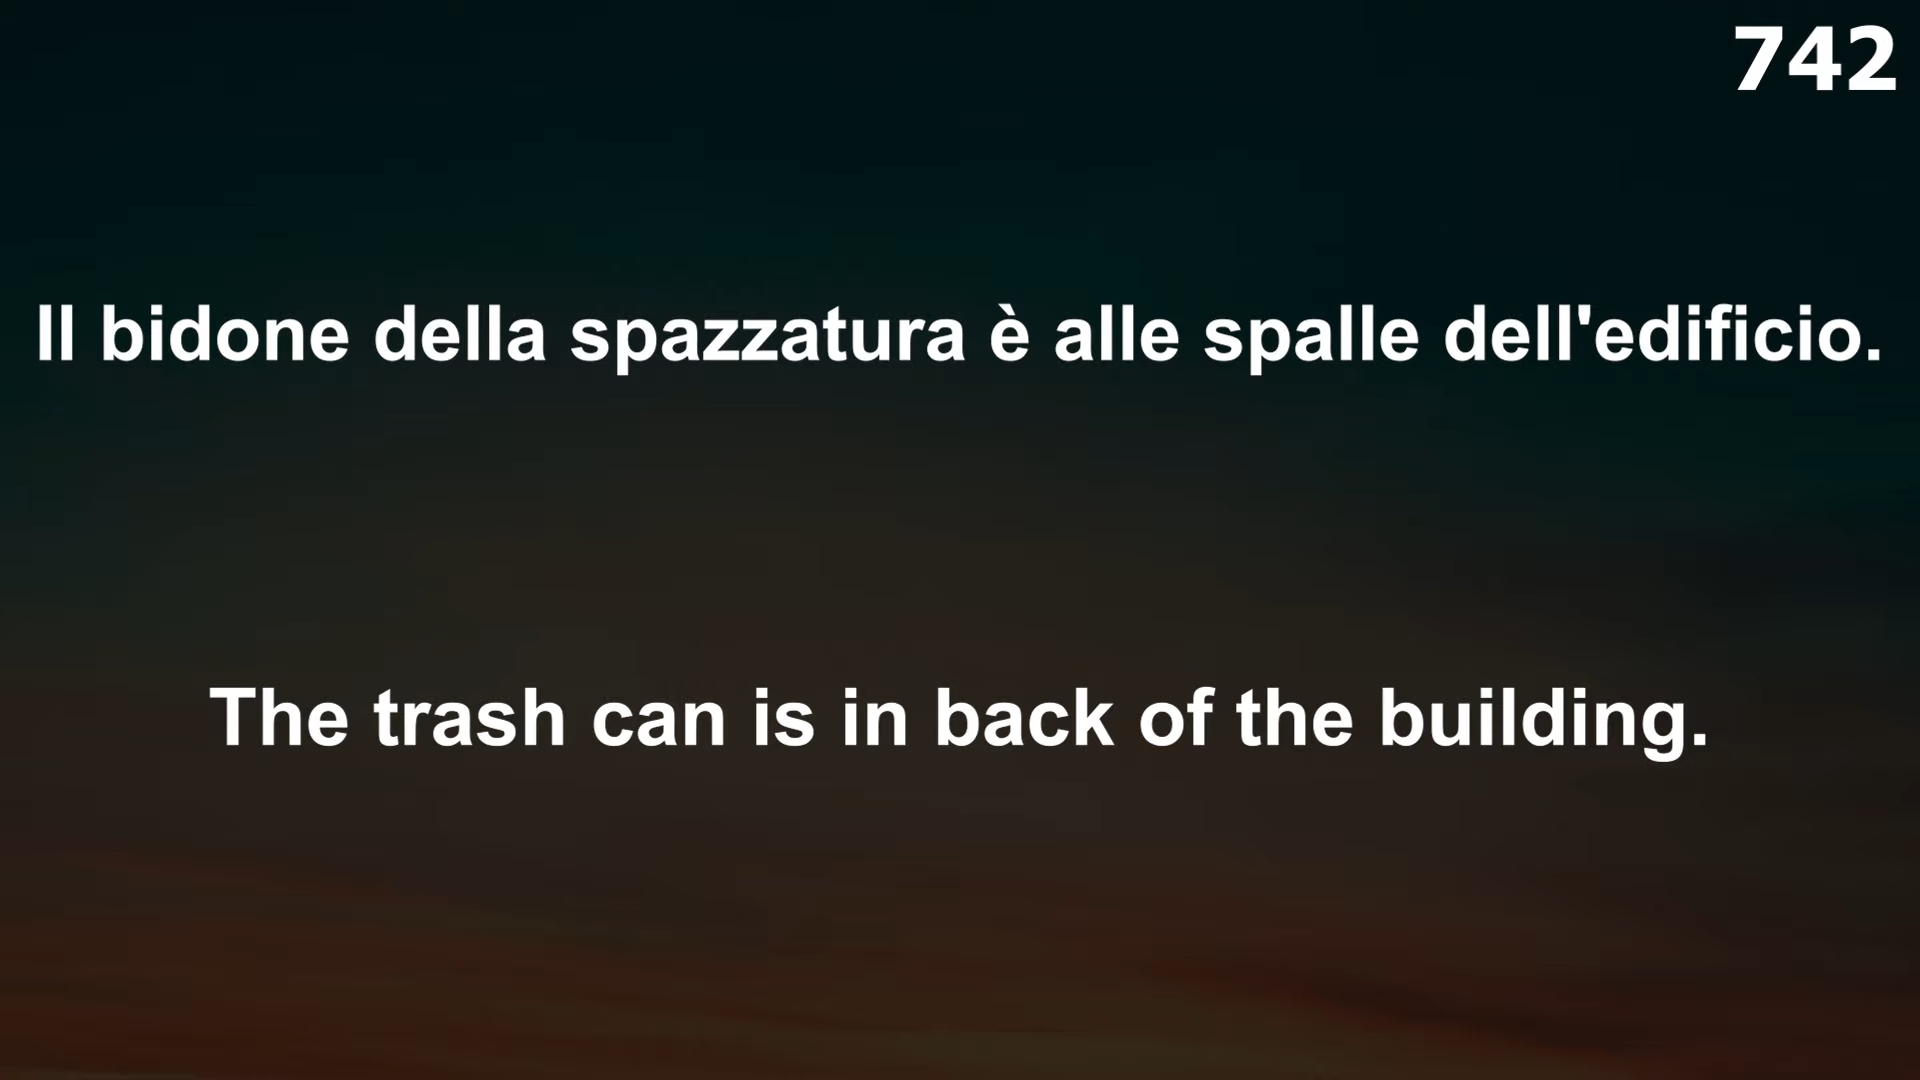 742
Il bidone della spazzatura è alle spalle dell'edificio.
The trash can is in back of the building.